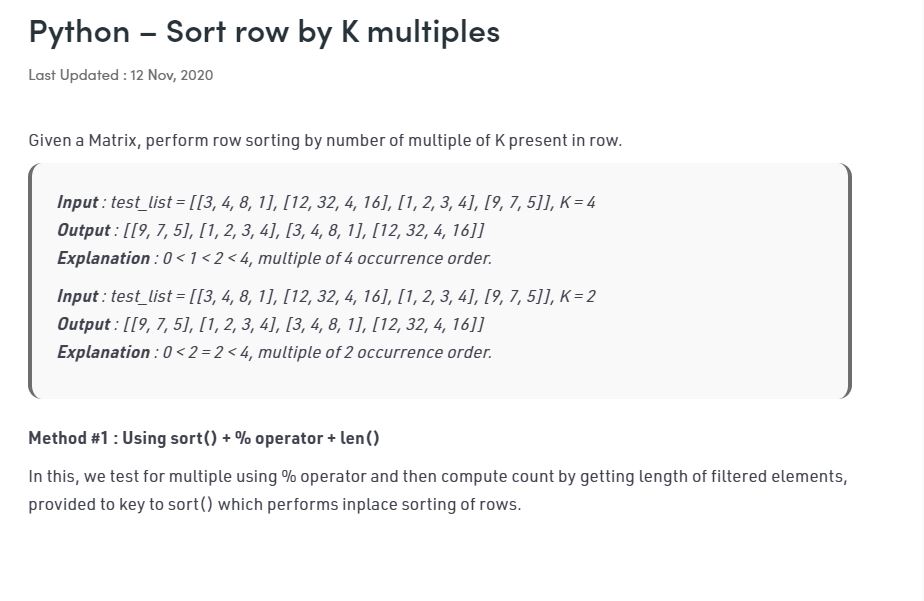 Python – Sort row by K multiples
Last Updated : 12 Nov, 2020
Given a Matrix, perform row sorting by number of multiple of K present in row.
Input : test_list = [[3, 4, 8, 1], [12, 32, 4, 16], [1, 2, 3, 4], [9, 7, 5]], K = 4
Output : [[9, 7, 5], [1, 2, 3, 4], [3, 4, 8, 1], [12, 32, 4, 16]]
Explanation : 0 < 1 < 2 < 4, multiple of 4 occurrence order.
Input : test_list = [[3, 4, 8, 1], [12, 32, 4, 16], [1, 2, 3, 4], [9, 7, 5]], K = 2
Output : [[9, 7, 5], [1, 2, 3, 4], [3, 4, 8, 1], [12, 32, 4, 16]]
Explanation : 0 < 2 = 2 < 4, multiple of 2 occurrence order.
Method #1 : Using sort() + % operator + len()
In this, we test for multiple using % operator and then compute count by getting length of filtered elements,
provided to key to sort() which performs inplace sorting of rows.